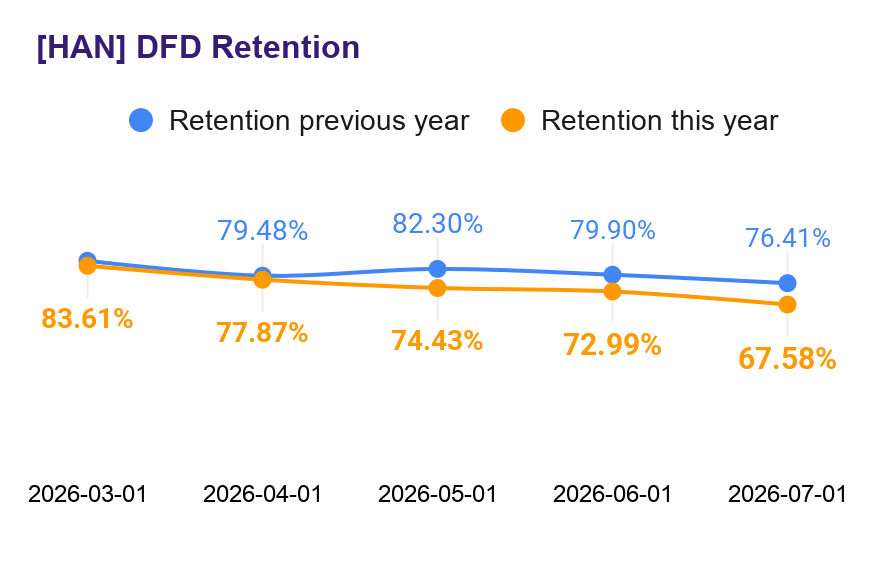 [HAN] DFD Retention
Retention previous year Retention this year
79.48% 82.30% 79.90% 76.41%
83.61% 77.87% 74.43% 72.99% 67.58%
2026-03-01 2026-04-01 2026-05-01 2026-06-01 2026-07-01